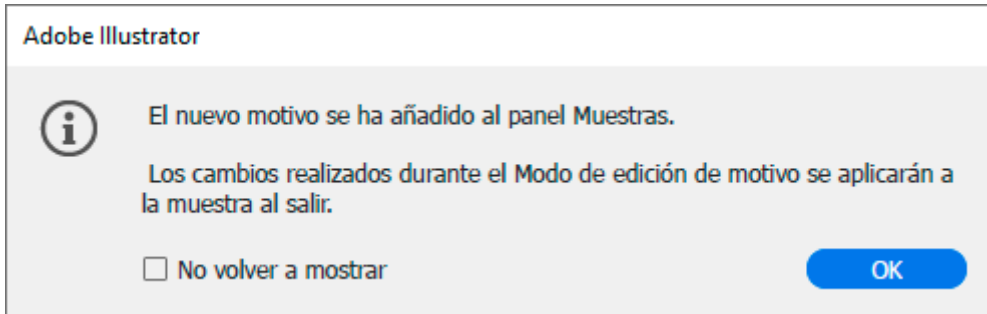 Adobe Illustrator
El nuevo motivo se ha añadido al panel Muestras.
Los cambios realizados durante el Modo de edición de motivo se aplicarán a
la muestra al salir.
No volver a mostrar
OK